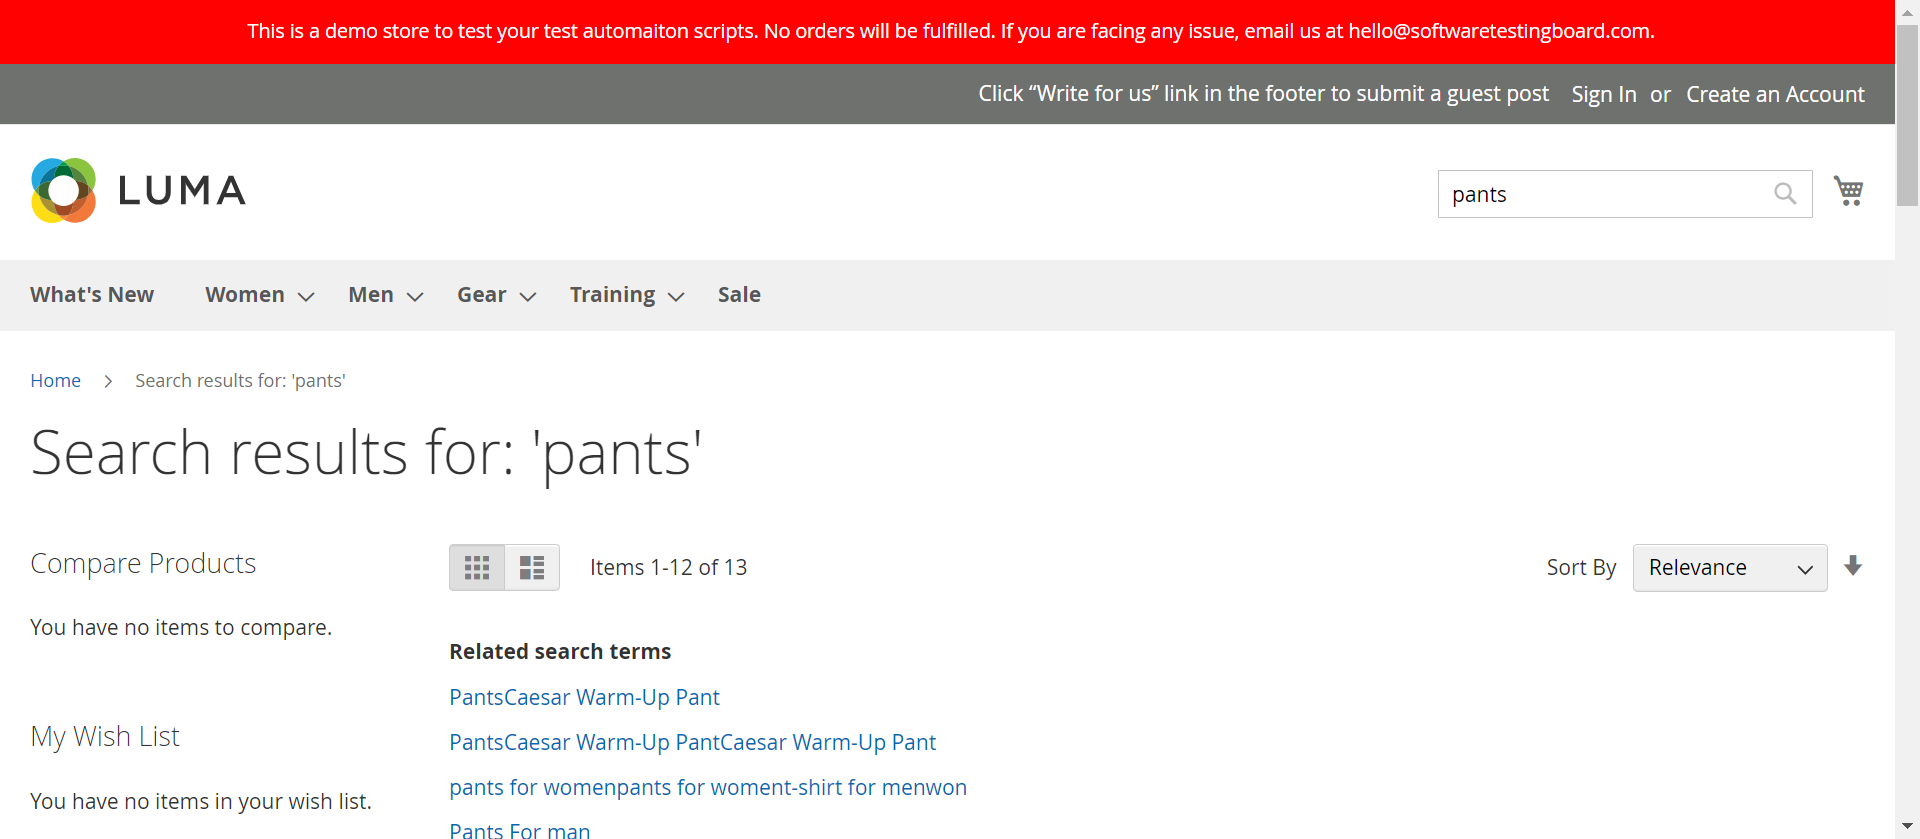 This is a demo store to test your test automaiton scripts. No orders will be fulfilled. If you are facing any issue, email us at hello@softwaretestingboard.com.
Click “Write for us” link in the footer to submit a guest post Sign In or Create an Account
LUMA
pants
What's New Women Men Gear Training Sale
Home Search results for: 'pants'
Search results for: 'pants'
Compare Products
You have no items to compare.
My Wish List
You have no items in your wish list.
Items 1-12 of 13
Sort By Relevance
Related search terms
PantsCaesar Warm-Up Pant
PantsCaesar Warm-Up PantCaesar Warm-Up Pant
pants for womenpants for woment-shirt for menwon
Pants For man